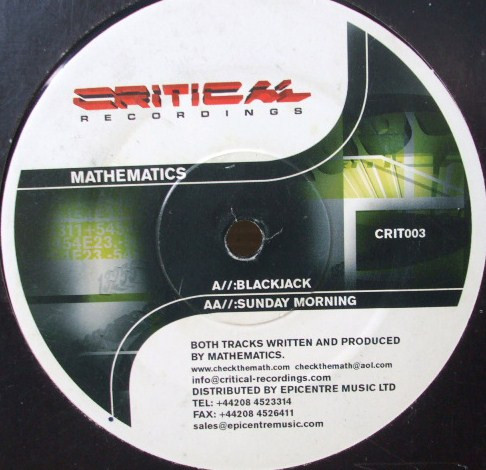 CRITICAL
RECORDINGS
MATHEMATICS
CRIT003
A//:BLACKJACK
AA//:SUNDAY MORNING
BOTH TRACKS WRITTEN AND PRODUCED
BY MATHEMATICS.
www.checkthemath.com checkthemath@aol.com
info@critical-recordings.com
DISTRIBUTED BY EPICENTRE MUSIC LTD
TEL: +44208 4523314
FAX: +44208 4526411
sales@epicentremusic.com